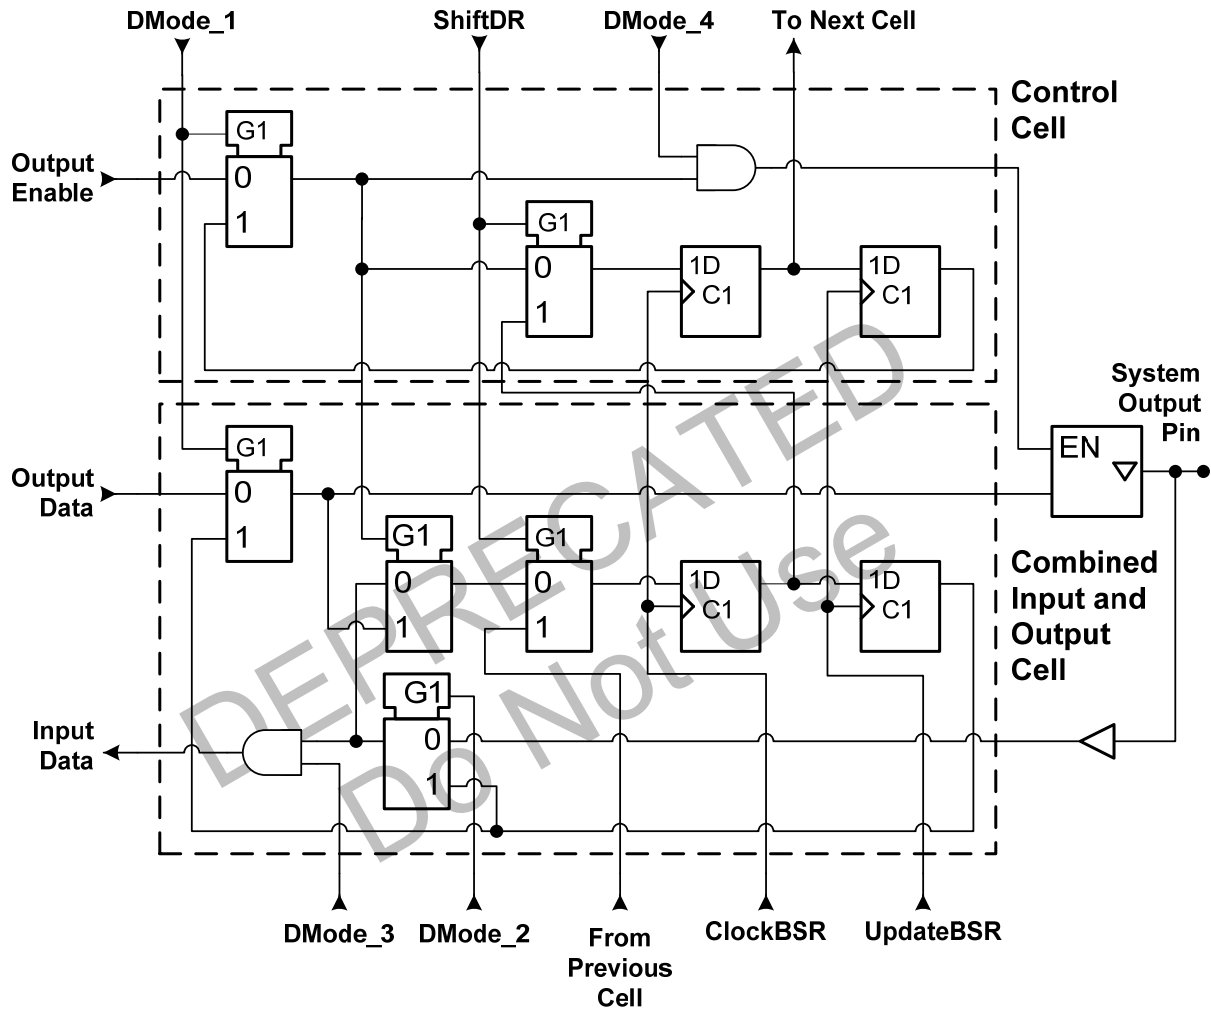 DMode_1
ShiftDR
DMode_4
To Next Cell
Control
Cell
G1
Output
Enable
0
1
G1
0
1
1D
C1
1D
C1
System
Output
Pin
G1
EN
Output
Data
0
1
G1
0
1
G1
0
1
1D
C1
1D
C1
Combined
Input and
Output
Cell
G1
0
1
Input
Data
DEPRECATED
Do Not Use
DMode_3
DMode_2
From
Previous
Cell
ClockBSR
UpdateBSR